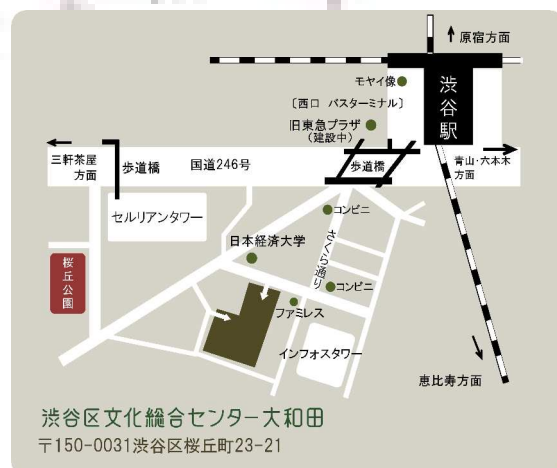 原宿方面
モヤイ像
渋谷駅
〔西口 バスターミナル〕
旧東急プラザ
(建設中)
三軒茶屋
方面
歩道橋
国道246号
歩道橋
青山・六本木
方面
セルリアンタワー
コンビニ
さくら通り
日本経済大学
桜丘公園
コンビニ
ファミレス
インフォスタワー
恵比寿方面
渋谷区文化総合センター大和田
〒150-0031渋谷区桜丘町23-21